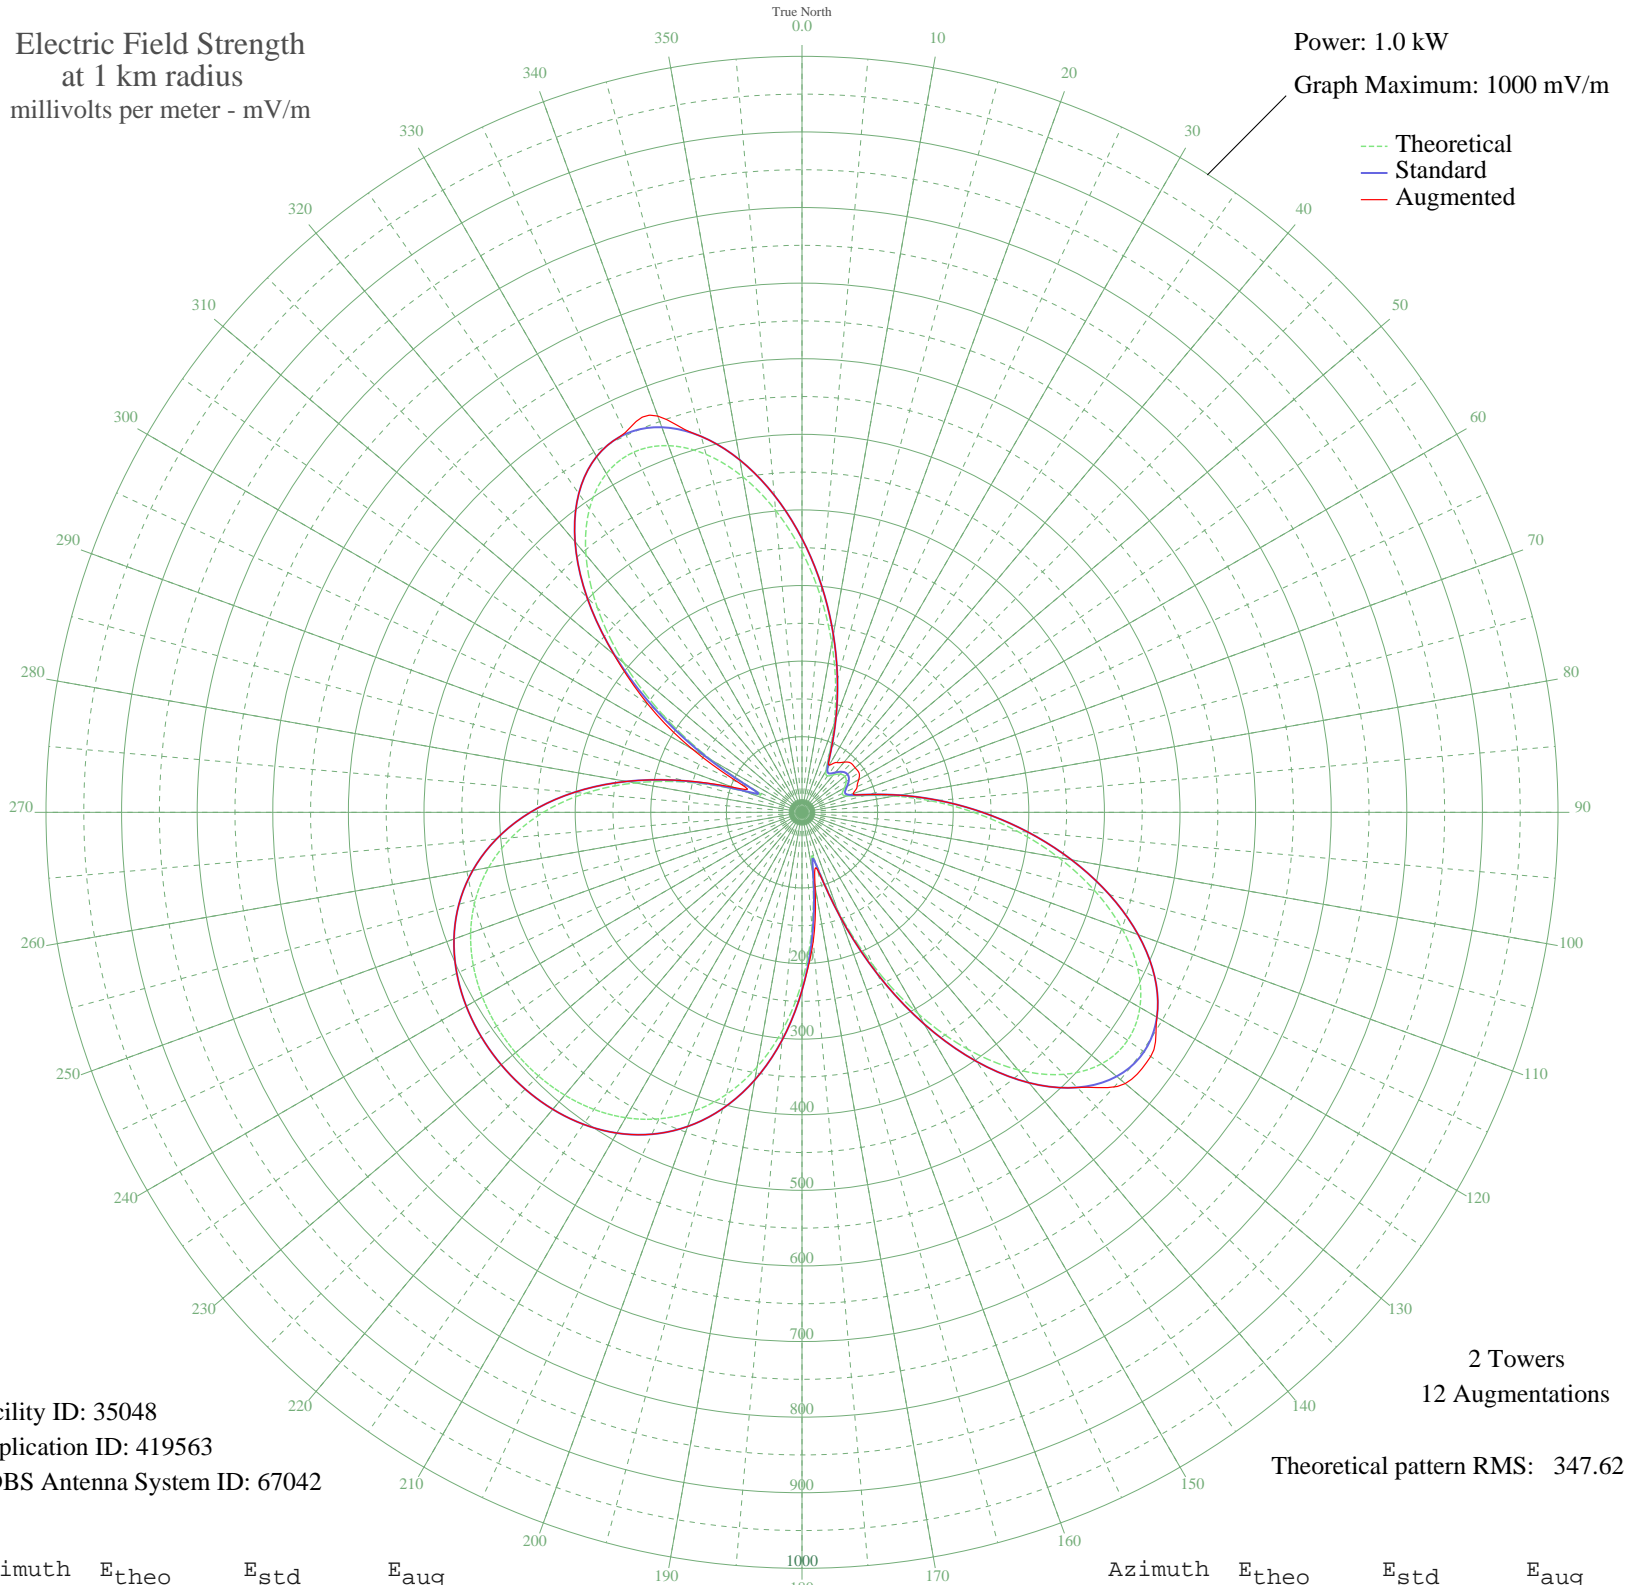 True North
Electric Field Strength
at 1 km radius
millivolts per meter - mV/m
Power: 1.0 kW
Graph Maximum: 1000 mV/m
Theoretical
Standard
Augmented
0.0
10
20
30
40
50
60
70
80
90
100
110
120
130
140
150
160
170
190
200
210
220
230
240
250
260
270
280
290
300
310
320
330
340
350
200
300
400
500
600
700
800
900
1000
2 Towers
12 Augmentations
Theoretical pattern RMS: 347.62
cility ID: 35048
plication ID: 419563
DBS Antenna System ID: 67042
imuth Etheo Estd Eaug
Azimuth Etheo Estd Eaug